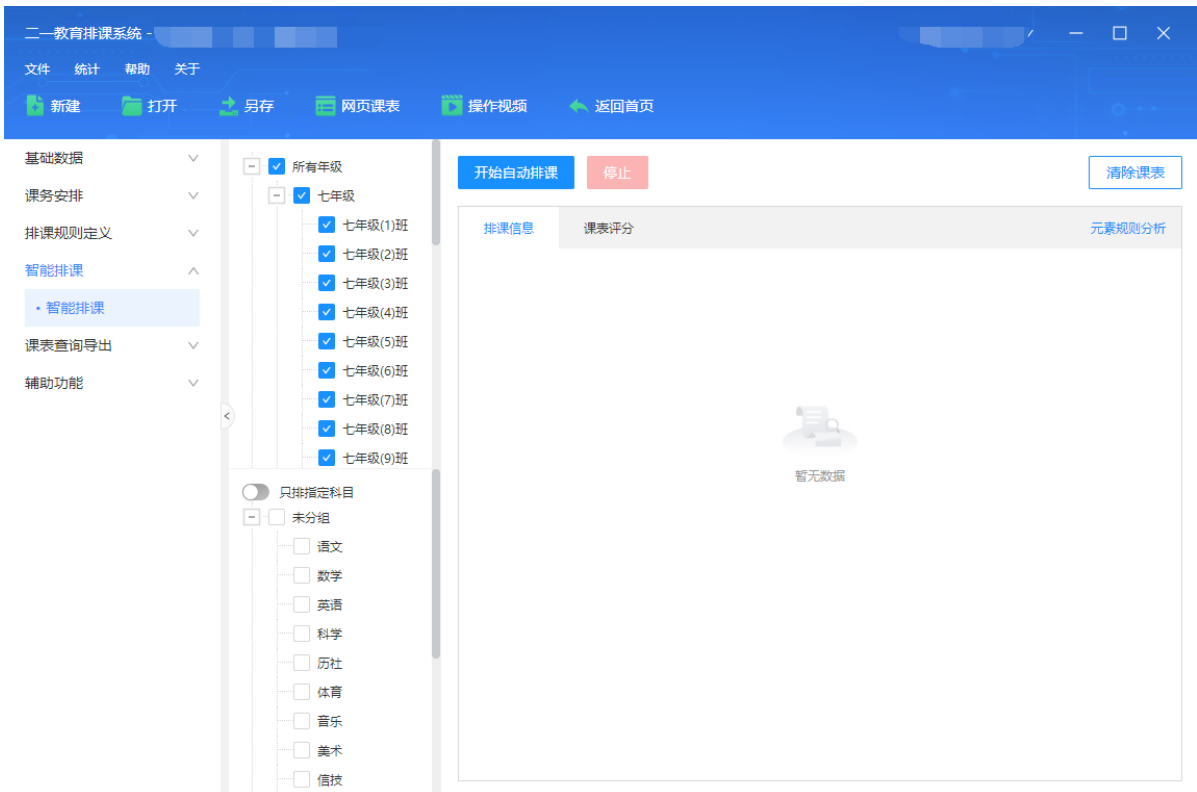 二一教育排课系统 -
文件 统计 帮助 关于
新建 打开 另存 网页课表 操作视频 返回首页
基础数据
课务安排
排课规则定义
智能排课
• 智能排课
课表查询导出
辅助功能
所有年级
七年级
七年级(1)班
七年级(2)班
七年级(3)班
七年级(4)班
七年级(5)班
七年级(6)班
七年级(7)班
七年级(8)班
七年级(9)班
只排指定科目
未分组
语文
数学
英语
科学
历社
体育
音乐
美术
信技
开始自动排课 停止 清除课表
排课信息 课表评分 元素规则分析
暂无数据